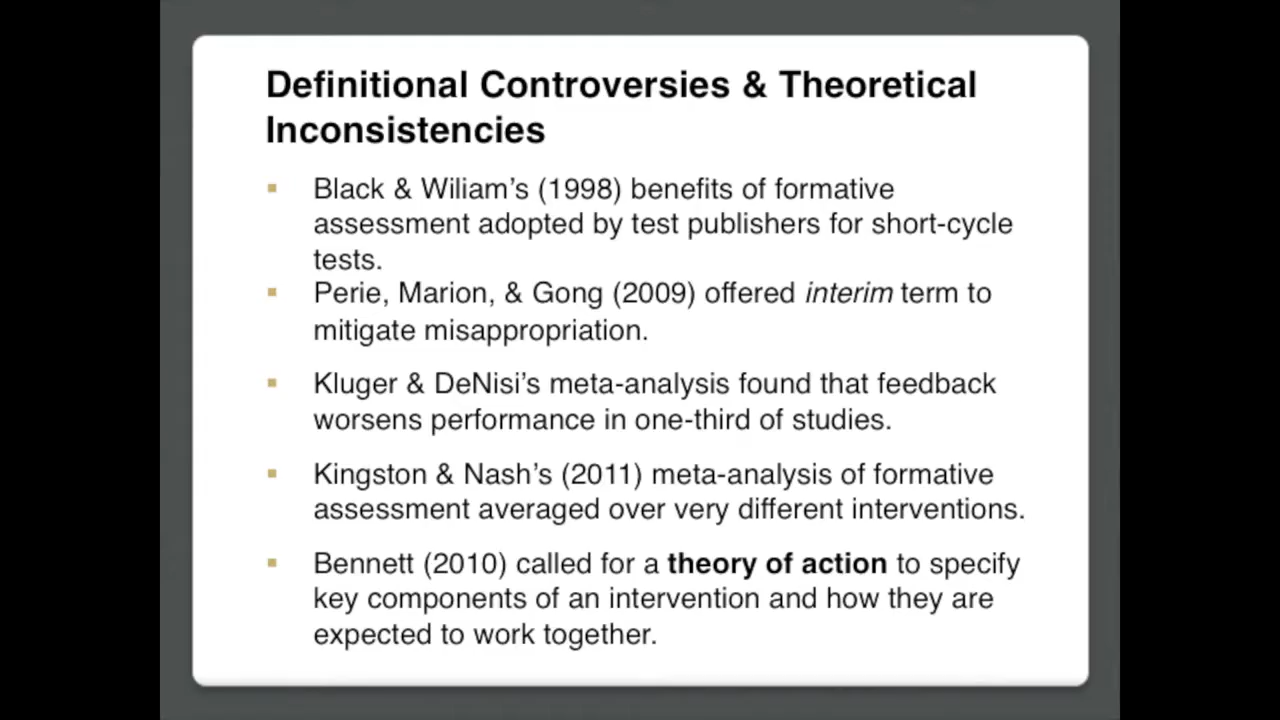 Definitional Controversies & Theoretical
Inconsistencies
Black & Wiliam’s (1998) benefits of formative
assessment adopted by test publishers for short-cycle
tests.
Perie, Marion, & Gong (2009) offered interim term to
mitigate misappropriation.
Kluger & DeNisi’s meta-analysis found that feedback
worsens performance in one-third of studies.
Kingston & Nash’s (2011) meta-analysis of formative
assessment averaged over very different interventions.
Bennett (2010) called for a theory of action to specify
key components of an intervention and how they are
expected to work together.